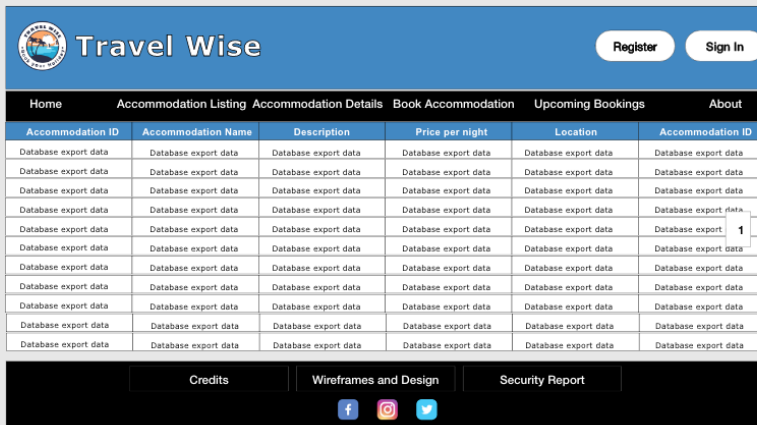 Travel Wise
Register
Sign In
Home Accommodation Listing Accommodation Details Book Accommodation Upcoming Bookings About
Accommodation ID Accommodation Name Description Price per night Location Accommodation ID
Database export data Database export data Database export data Database export data Database export data Database export data
Database export data Database export data Database export data Database export data Database export data Database export data
Database export data Database export data Database export data Database export data Database export data Database export data
Database export data Database export data Database export data Database export data Database export data Database export data
Database export data Database export data Database export data Database export data Database export data Database export
1
Database export data Database export data Database export data Database export data Database export data Database export data
Database export data Database export data Database export data Database export data Database export data Database export data
Database export data Database export data Database export data Database export data Database export data Database export data
Database export data Database export data Database export data Database export data Database export data Database export data
Database export data Database export data Database export data Database export data Database export data Database export data
Database export data Database export data Database export data Database export data Database export data Database export data
Credits Wireframes and Design Security Report